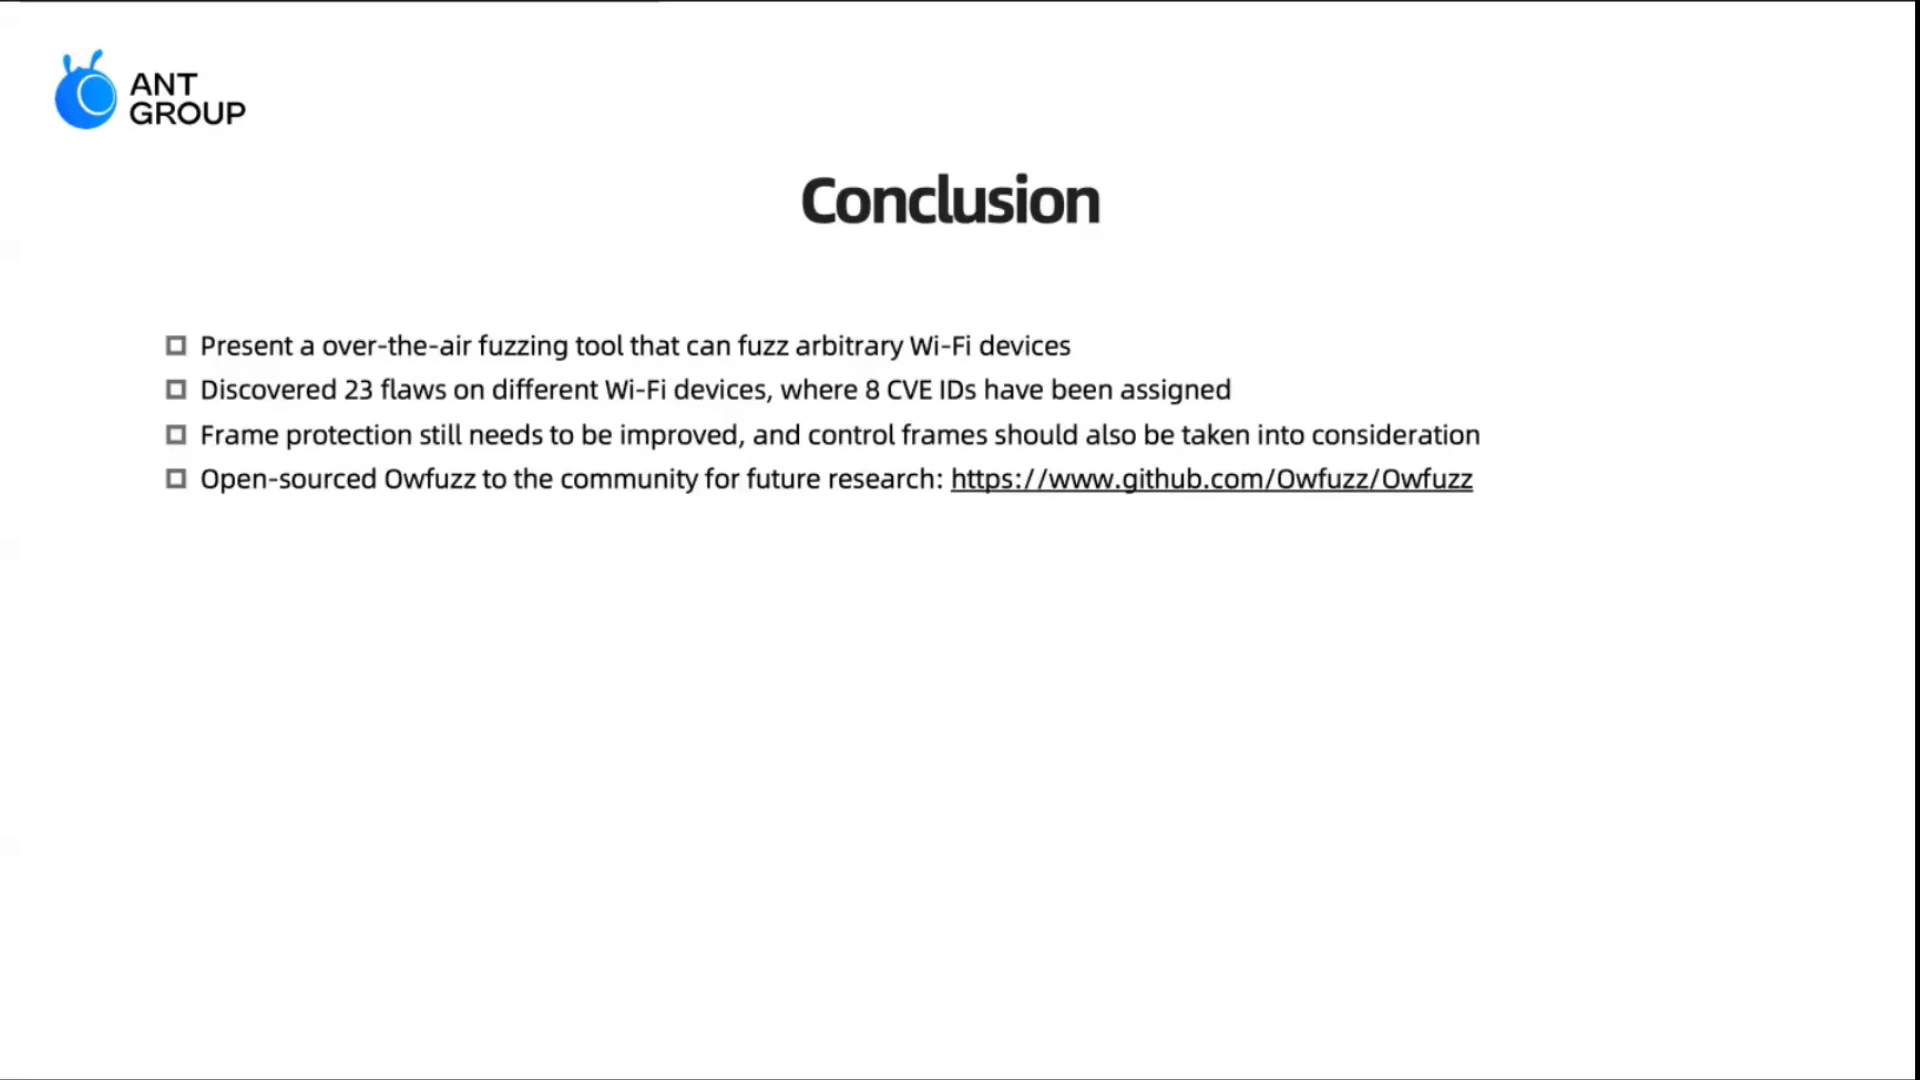 ANT
GROUP
Conclusion
Present a over-the-air fuzzing tool that can fuzz arbitrary Wi-Fi devices
Discovered 23 flaws on different Wi-Fi devices, where 8 CVE IDs have been assigned
Frame protection still needs to be improved, and control frames should also be taken into consideration
Open-sourced Owfuzz to the community for future research: https://www.github.com/Owfuzz/Owfuzz